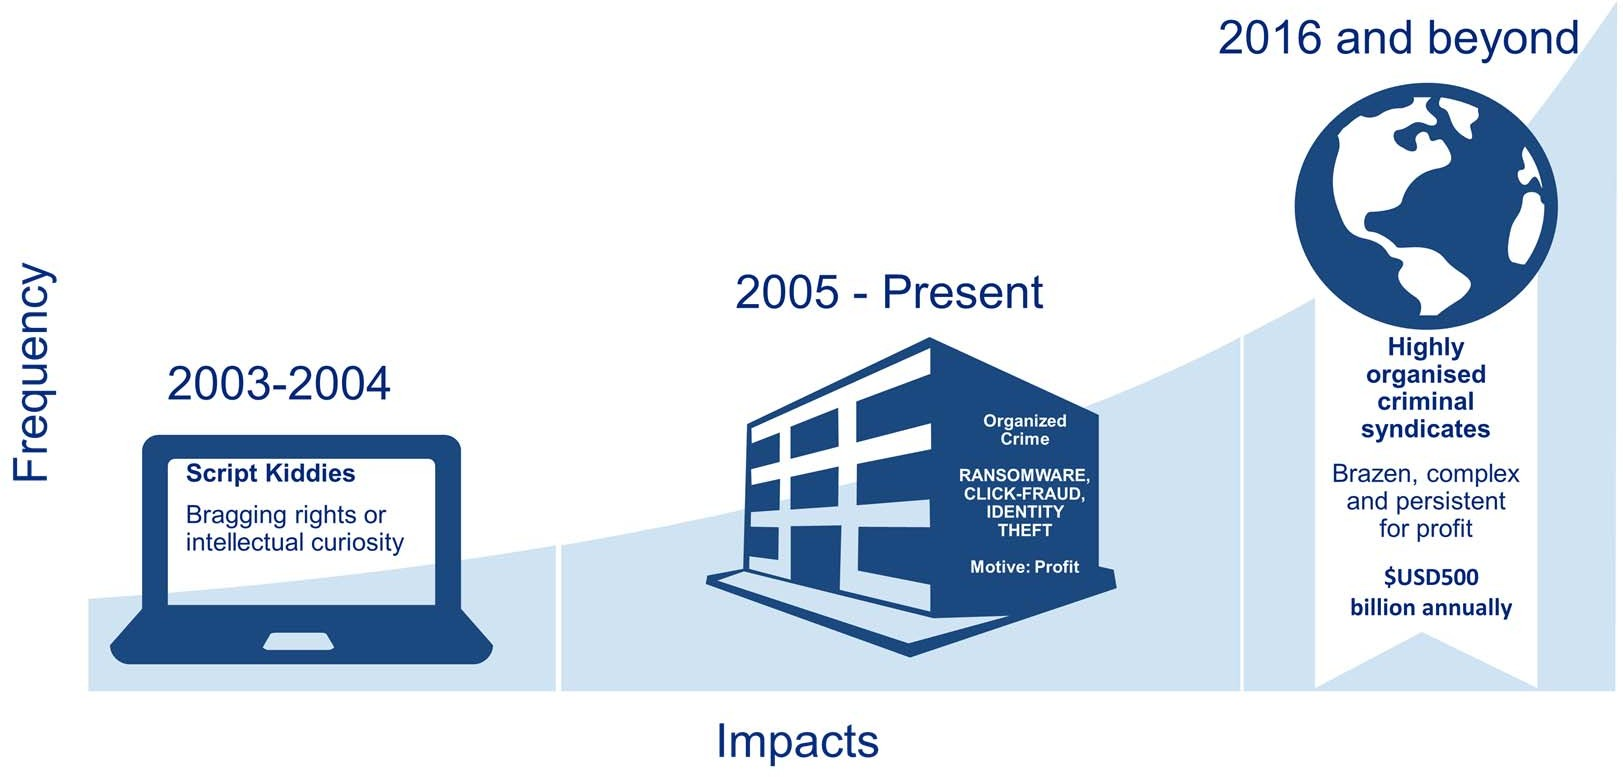 2016 and beyond
2005 - Present
2003-2004
Frequency
Script Kiddies
Bragging rights or
intellectual curiosity
Organized
Crime
RANSOMWARE,
CLICK-FRAUD,
IDENTITY
THEFT
Motive: Profit
Highly
organised
criminal
syndicates
Brazen, complex
and persistent
for profit
$USD500
billion annually
Impacts